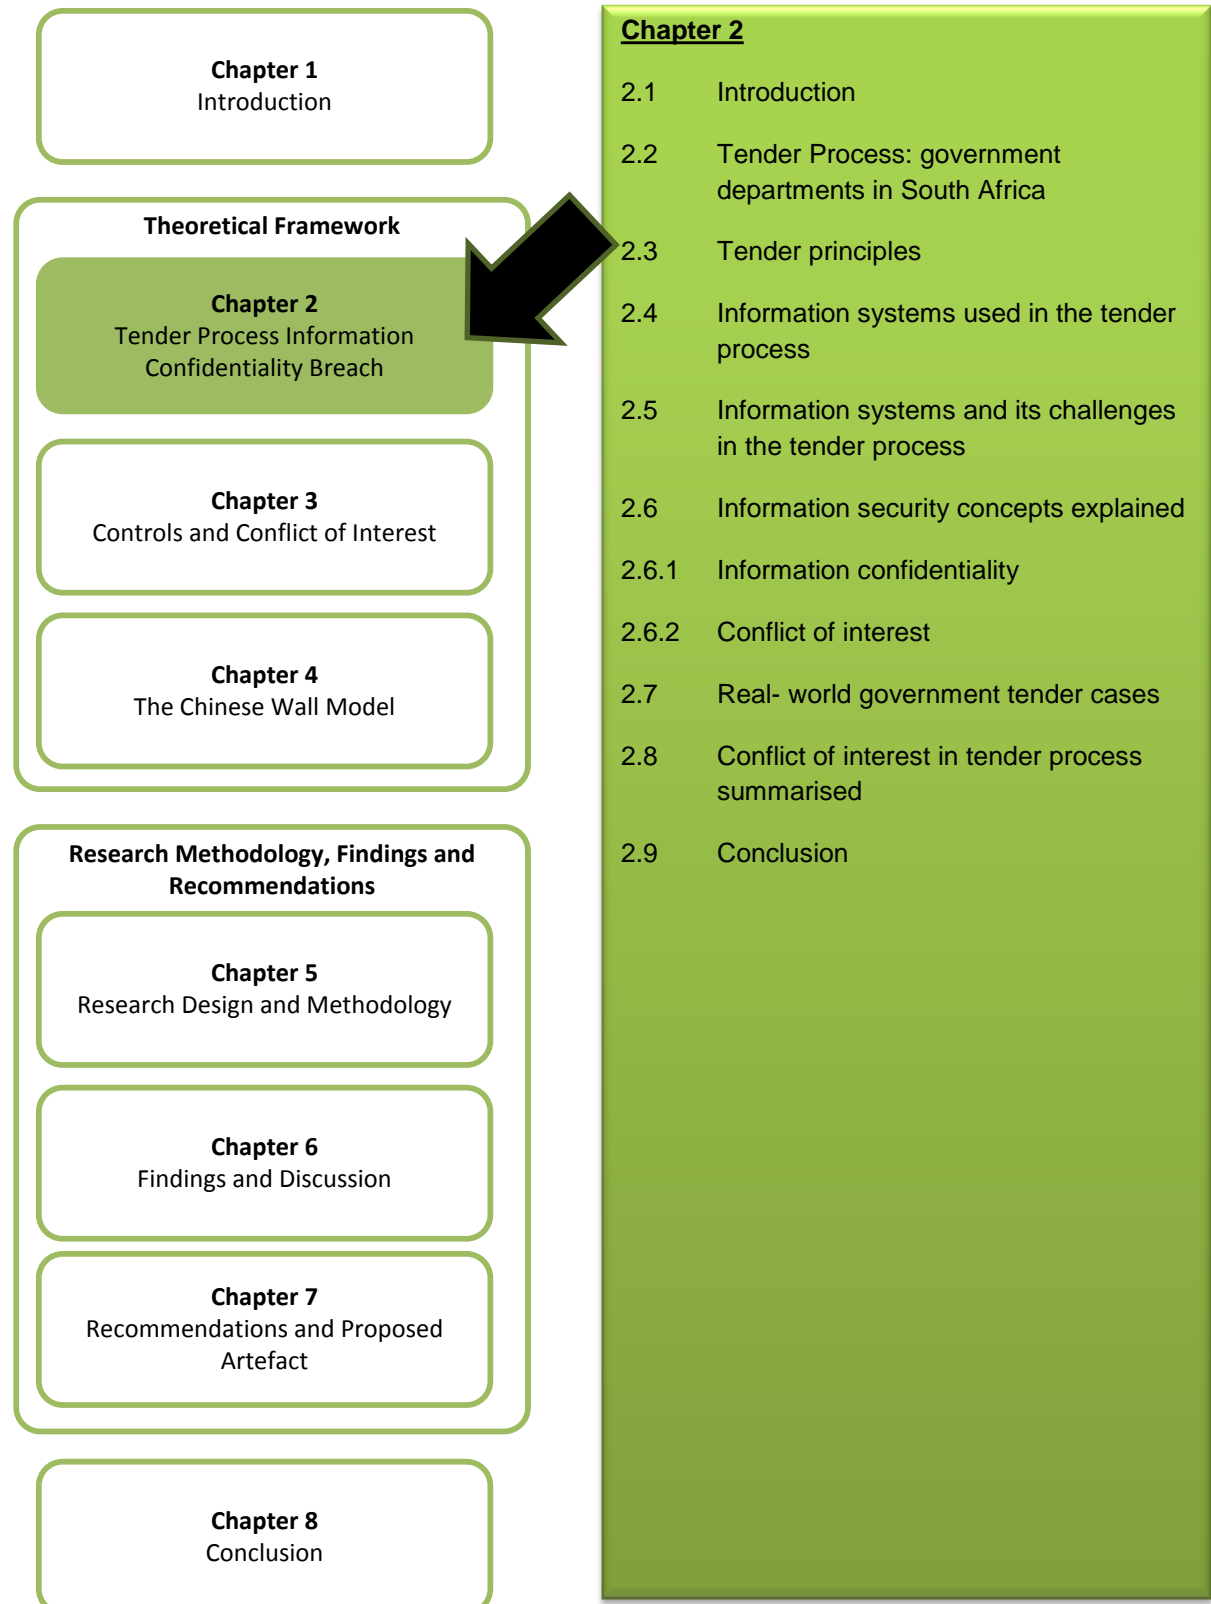 Chapter 1
Introduction
Theoretical Framework
Chapter 2
Tender Process Information
Confidentiality Breach
Chapter 3
Controls and Conflict of Interest
Chapter 4
The Chinese Wall Model
Research Methodology, Findings and
Recommendations
Chapter 5
Research Design and Methodology
Chapter 6
Findings and Discussion
Chapter 7
Recommendations and Proposed
Artefact
Chapter 8
Conclusion
Chapter 2
2.1 Introduction
2.2 Tender Process: government
departments in South Africa
2.3 Tender principles
2.4 Information systems used in the tender
process
2.5 Information systems and its challenges
in the tender process
2.6 Information security concepts explained
2.6.1 Information confidentiality
2.6.2 Conflict of interest
2.7 Real- world government tender cases
2.8 Conflict of interest in tender process
summarised
2.9 Conclusion